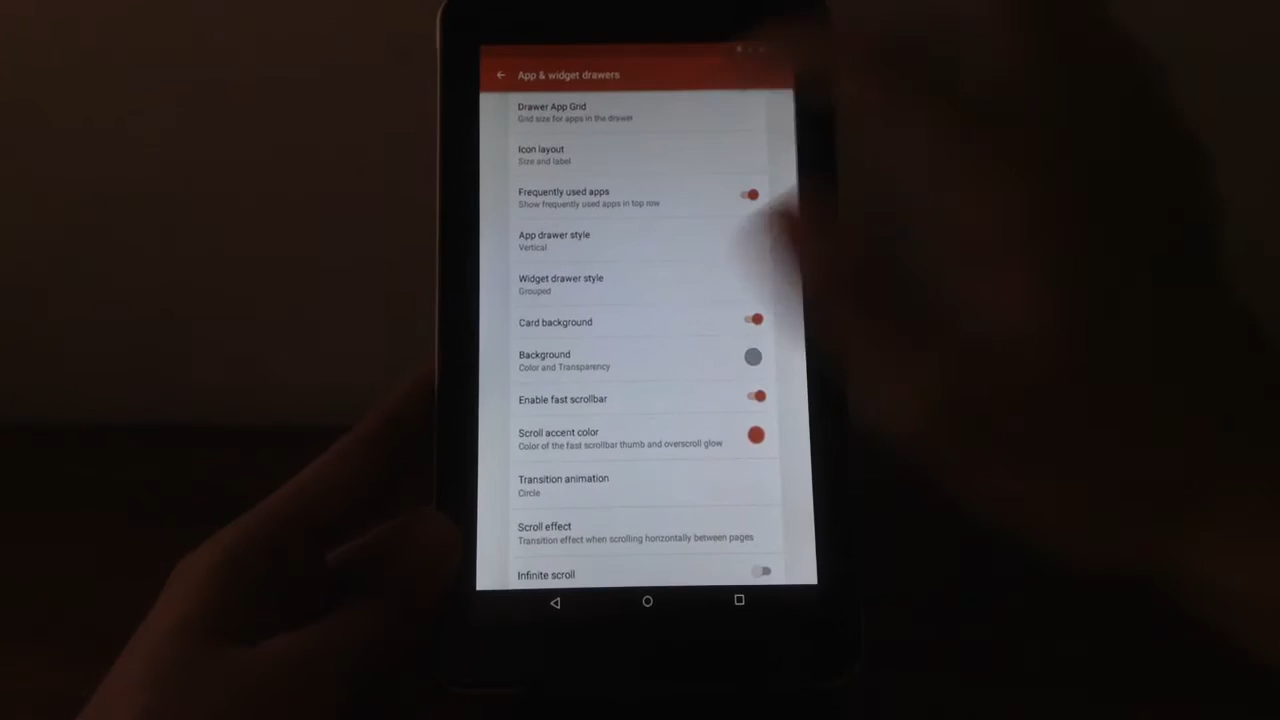 App & widget drawers
Drawer App Grid
Grid size for apps in the drawer
Icon layout
Size and label
Frequently used apps
Show frequently used apps in top row
App drawer style
Vertical
Widget drawer style
Grouped
Card background
Background
Color and Transparency
Enable fast scrollbar
Scroll accent color
Color of the fast scrollbar thumb and overscroll glow
Transition animation
Circle
Scroll effect
Transition effect when scrolling horizontally between pages
Infinite scroll